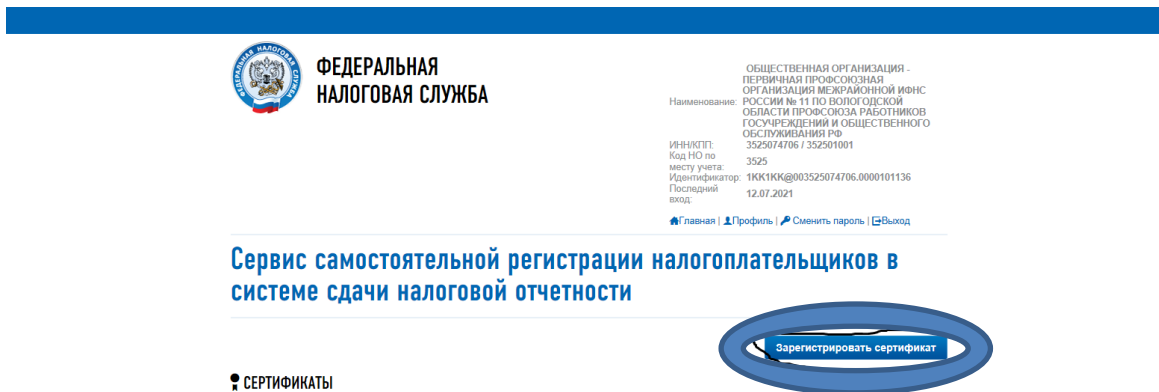 ФЕДЕРАЛЬНАЯ НАЛОГОВАЯ СЛУЖБА
ФЕДЕРАЛЬНАЯ
НАЛОГОВАЯ СЛУЖБА
Наименование:
ОБЩЕСТВЕННАЯ ОРГАНИЗАЦИЯ -
ПЕРВИЧНАЯ ПРОФСОЮЗНАЯ
ОРГАНИЗАЦИЯ МЕЖРАЙОННОЙ ИФНС
РОССИИ № 11 ПО ВОЛОГОДСКОЙ
ОБЛАСТИ ПРОФСОЮЗА РАБОТНИКОВ
ГОСУЧРЕЖДЕНИЙ И ОБЩЕСТВЕННОГО
ОБСЛУЖИВАНИЯ РФ
ИНН/КПП: 3525074706 / 352501001
Код НО по
месту учета: 3525
Идентификатор: 1КК1КК@003525074706.0000101136
Последний
вход: 12.07.2021
Главная | Профиль | Сменить пароль | Выход
Сервис самостоятельной регистрации налогоплательщиков в
системе сдачи налоговой отчетности
Зарегистрировать сертификат
СЕРТИФИКАТЫ